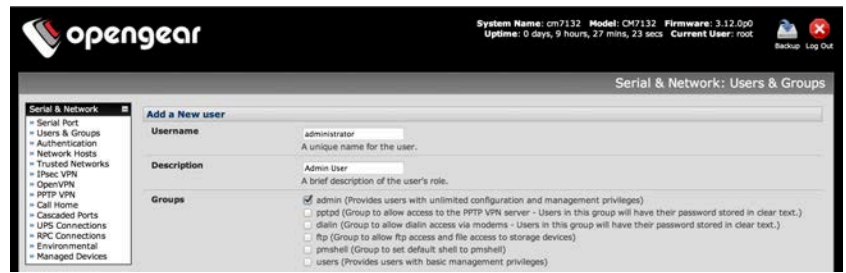 opengear
System Name: cm7132 Model: CM7132 Firmware: 3.12.0p0
Uptime: 0 days, 9 hours, 27 mins, 23 secs Current User: root
Backup Log Out
Serial & Network: Users & Groups
Serial & Network
Serial Port
Users & Groups
Authentication
Network Hosts
Trusted Networks
IPsec VPN
OpenVPN
PPTP VPN
Call Home
Cascaded Ports
UPS Connections
RPC Connections
Environmental
Managed Devices
Add a New user
Username
administrator
A unique name for the user.
Description
Admin User
A brief description of the user's role.
Groups
admin (Provides users with unlimited configuration and management privileges)
pptpd (Group to allow access to the PPTP VPN server - Users in this group will have their password stored in clear text.)
dialin (Group to allow dialin access via modems - Users in this group will have their password stored in clear text.)
ftp (Group to allow ftp access and file access to storage devices)
pmshell (Group to set default shell to pmshell)
users (Provides users with basic management privileges)